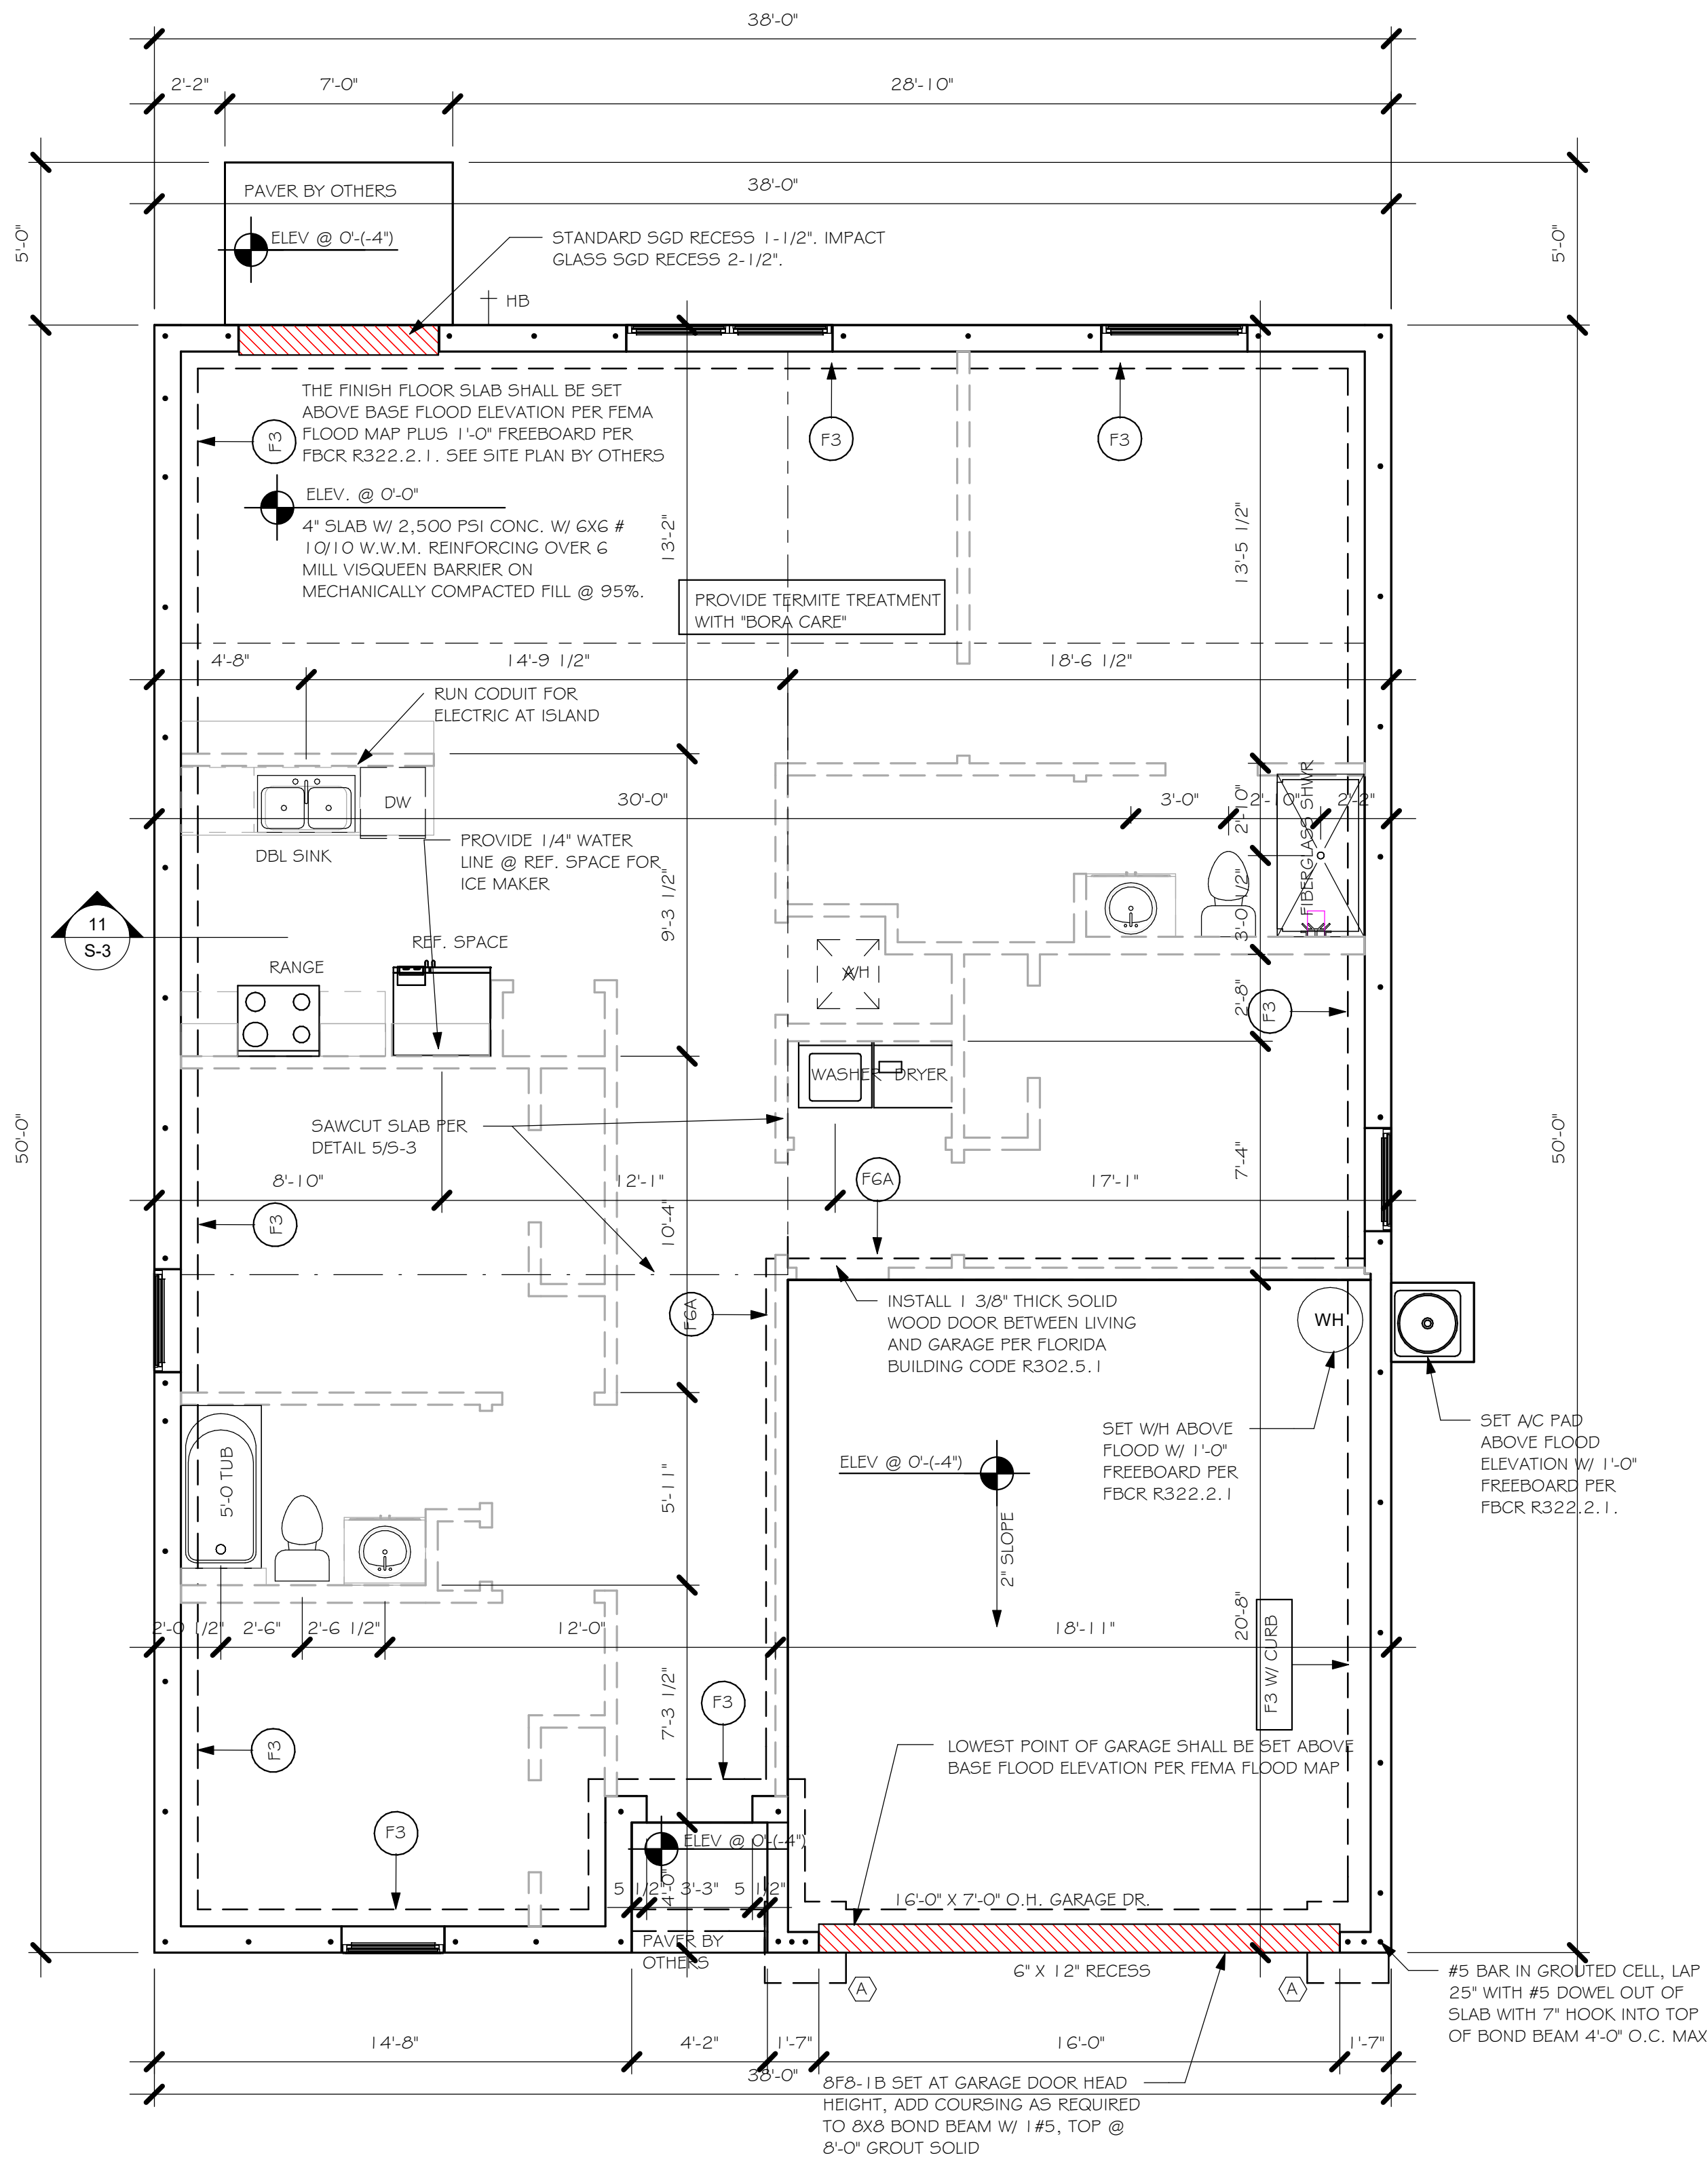 38'-0"
2'-2"
7'-0"
28'-10"
38'-0"
5'-0"
5'-0"
PAVER BY OTHERS
ELEV @ 0'-(-4")
STANDARD SGD RECESS 1-1/2". IMPACT
GLASS SGD RECESS 2-1/2".
HB
THE FINISH FLOOR SLAB SHALL BE SET
ABOVE BASE FLOOD ELEVATION PER FEMA
FLOOD MAP PLUS 1'-0" FREEBOARD PER
FBCR R322.2.1. SEE SITE PLAN BY OTHERS
F3
F3
F3
ELEV. @ 0'-0"
4" SLAB W/ 2,500 PSI CONC. W/ 6X6 #
10/10 W.W.M. REINFORCING OVER 6
MILL VISQUEEN BARRIER ON
MECHANICALLY COMPACTED FILL @ 95%.
13'-2"
13'-5 1/2"
PROVIDE TERMITE TREATMENT
WITH "BORA CARE"
4'-8"
14'-9 1/2"
18'-6 1/2"
RUN CODUIT FOR
ELECTRIC AT ISLAND
DW
30'-0"
3'-0"
2'-10"
2'-10"
2'-2"
FIBERGLASS SHWR
DBL SINK
PROVIDE 1/4" WATER
LINE @ REF. SPACE FOR
ICE MAKER
9'-3 1/2"
3'-0 1/2"
11
S-3
REF. SPACE
RANGE
A/H
2'-8"
F3
WASHER
DRYER
SAWCUT SLAB PER
DETAIL 5/S-3
50'-0"
50'-0"
8'-10"
12'-1"
17'-1"
7'-4"
10'-4"
F6A
F3
F6A
INSTALL 1 3/8" THICK SOLID
WOOD DOOR BETWEEN LIVING
AND GARAGE PER FLORIDA
BUILDING CODE R302.5.1
WH
SET W/H ABOVE
FLOOD W/ 1'-0"
FREEBOARD PER
FBCR R322.2.1
SET A/C PAD
ABOVE FLOOD
ELEVATION W/ 1'-0"
FREEBOARD PER
FBCR R322.2.1.
ELEV @ 0'-(-4")
2" SLOPE
5'-0 TUB
5'-11"
2'-0 1/2"
2'-6"
2'-6 1/2"
12'-0"
18'-11"
20'-8"
F3 W/ CURB
7'-3 1/2"
F3
F3
LOWEST POINT OF GARAGE SHALL BE SET ABOVE
BASE FLOOD ELEVATION PER FEMA FLOOD MAP
F3
ELEV @ 0'-(-4")
4'-0"
5 1/2"
3'-3"
5 1/2"
16'-0" X 7'-0" O.H. GARAGE DR.
PAVER BY
OTHERS
6" X 12" RECESS
A
A
#5 BAR IN GROUTED CELL, LAP
25" WITH #5 DOWEL OUT OF
SLAB WITH 7" HOOK INTO TOP
OF BOND BEAM 4'-0" O.C. MAX
14'-8"
4'-2"
1'-7"
16'-0"
1'-7"
38'-0"
8F8-1B SET AT GARAGE DOOR HEAD
HEIGHT, ADD COURSING AS REQUIRED
TO 8X8 BOND BEAM W/ 1#5, TOP @
8'-0" GROUT SOLID